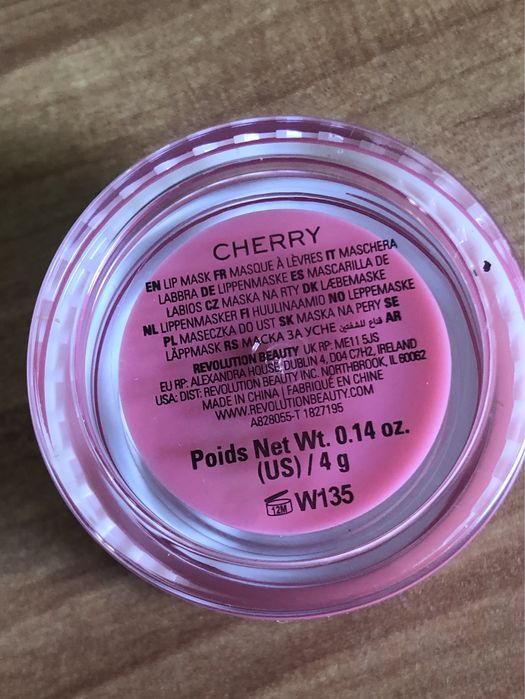 CHERRY
EN LIP MASK FR MASQUE À LÈVRES IT MASCHERA
LABBRA DE LIPPENMASKE ES MASCARILLA DE
LABIOS CZ MASKA NA RTY DK LÆBEMASKE
NL LIPPENMASKER FI HUULINAAMIO NO LEPPEMASKE
PL MASECZKA DO UST SK MASKA NA PERY SE
LÄPPMASK RS МАСКА ЗА УСНЕ قناع للشفتين AR
REVOLUTION BEAUTY UK RP: ME11 5JS
EU RP: ALEXANDRA HOUSE, DUBLIN 4, D04 C7H2, IRELAND
USA: DIST: REVOLUTION BEAUTY INC. NORTHBROOK, IL 60062
MADE IN CHINA | FABRIQUÉ EN CHINE
WWW.REVOLUTIONBEAUTY.COM
A828055-T 1827195
Poids Net Wt. 0.14 oz.
(US) / 4 g
12M W135